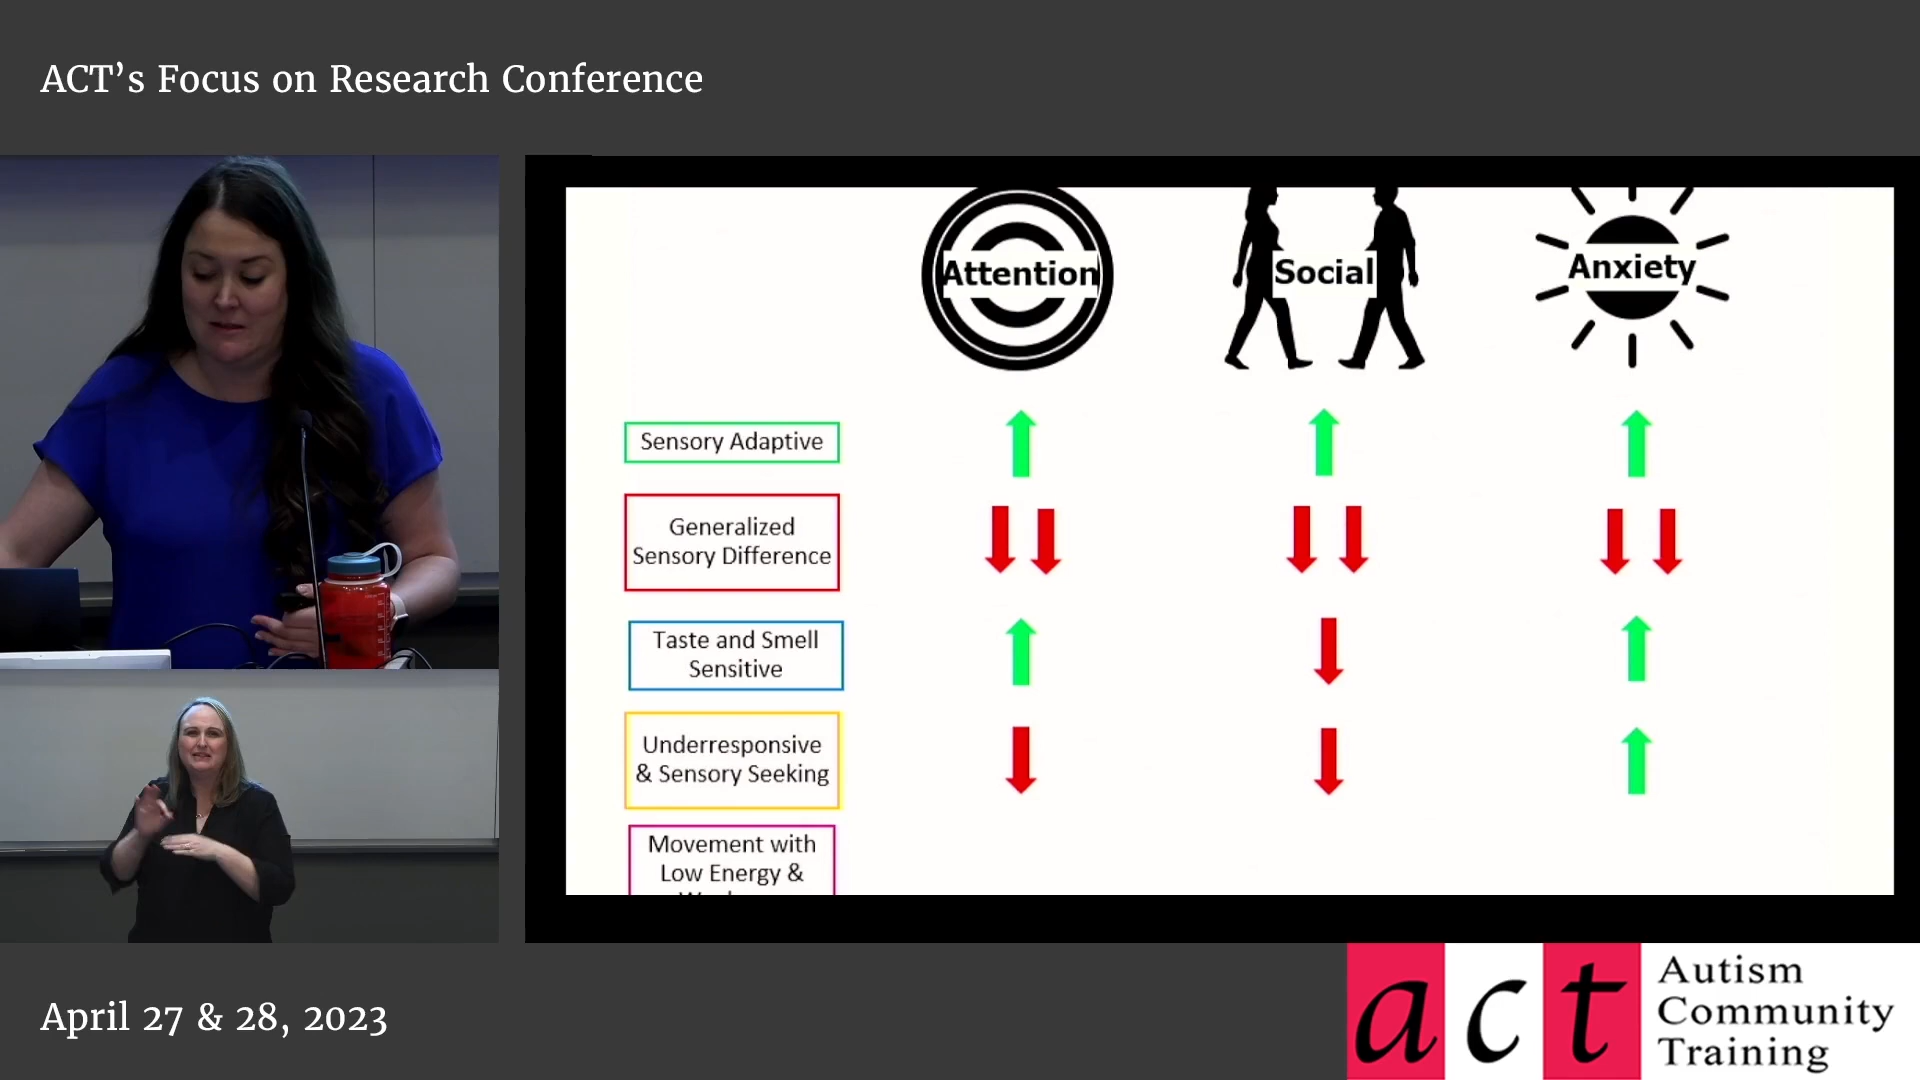 ACT's Focus on Research Conference
Attention
Social
Anxiety
Sensory Adaptive
Generalized
Sensory Difference
Taste and Smell
Sensitive
Underresponsive
& Sensory Seeking
Movement with
Low Energy &
April 27 & 28, 2023
act
Autism
Community
Training